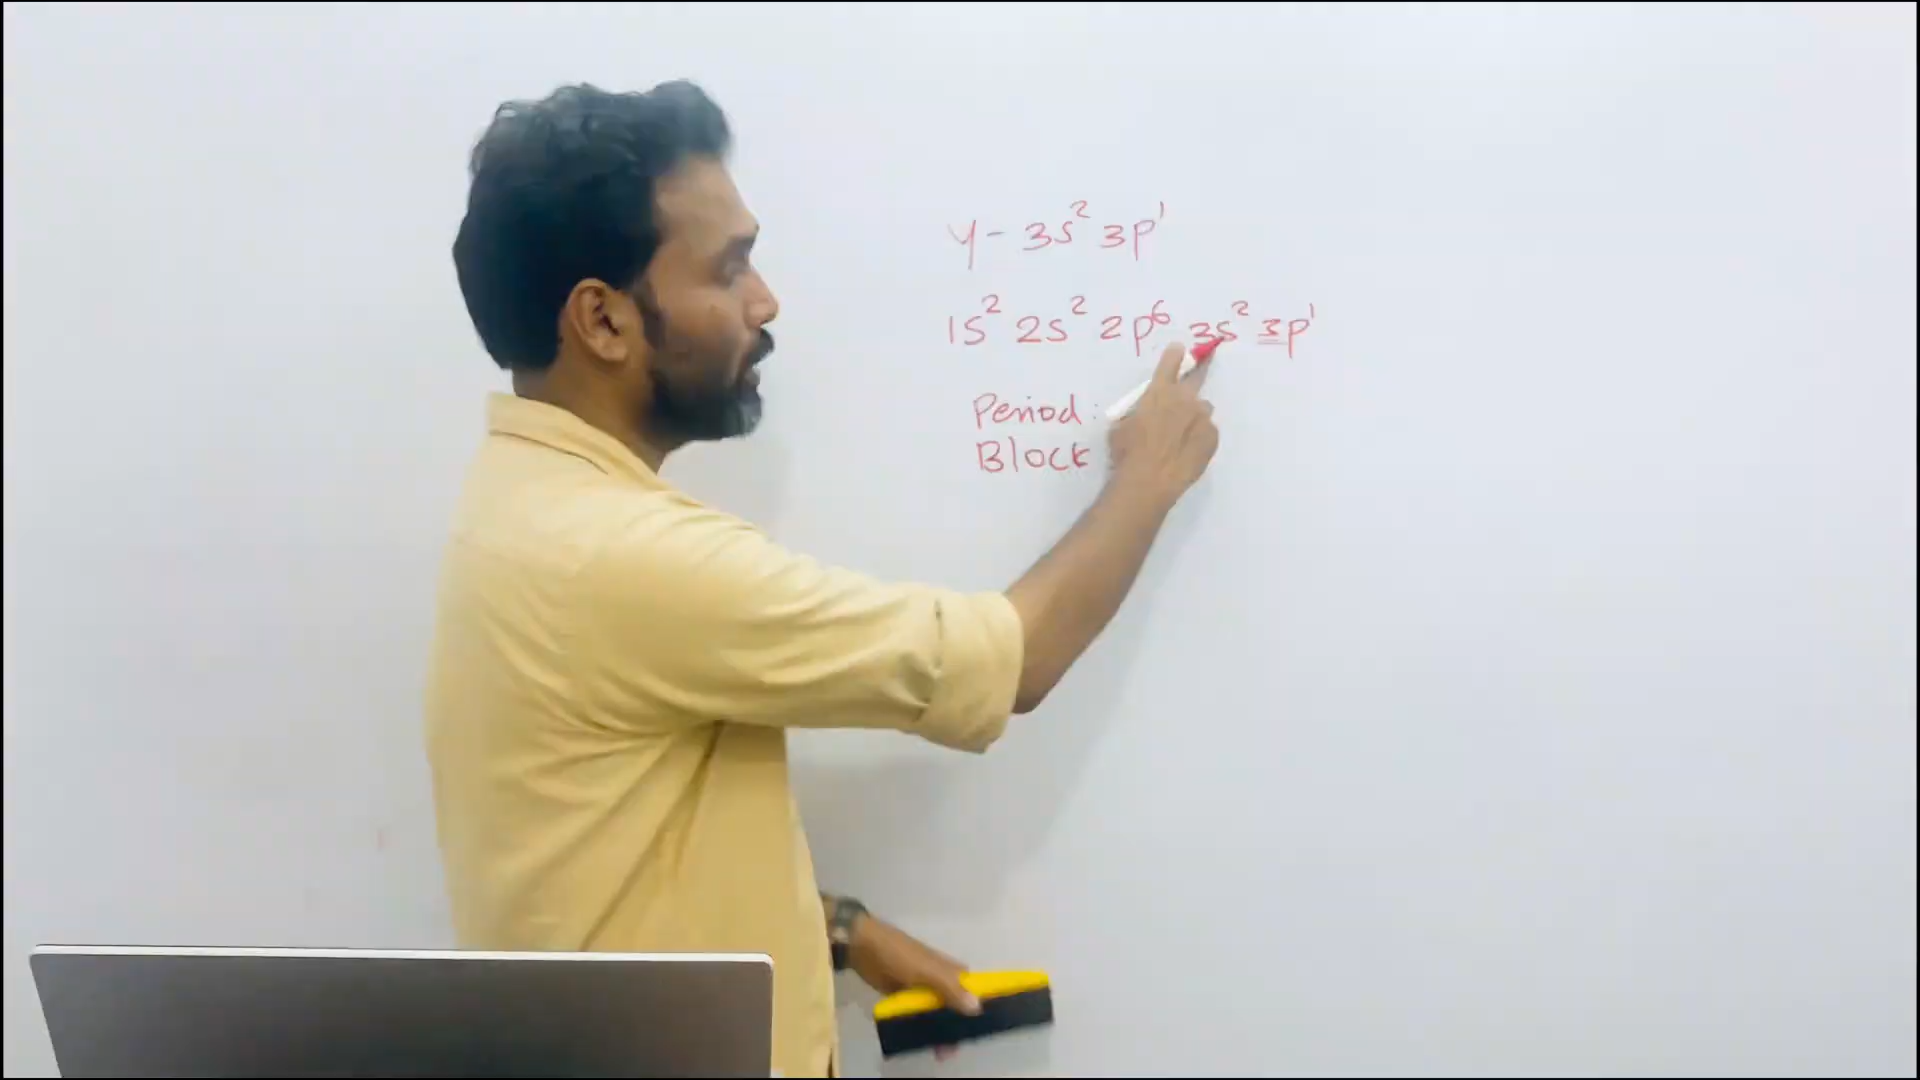 y - 3s² 3p¹
1s² 2s² 2p⁶ 3s² 3p¹
Period:
Block